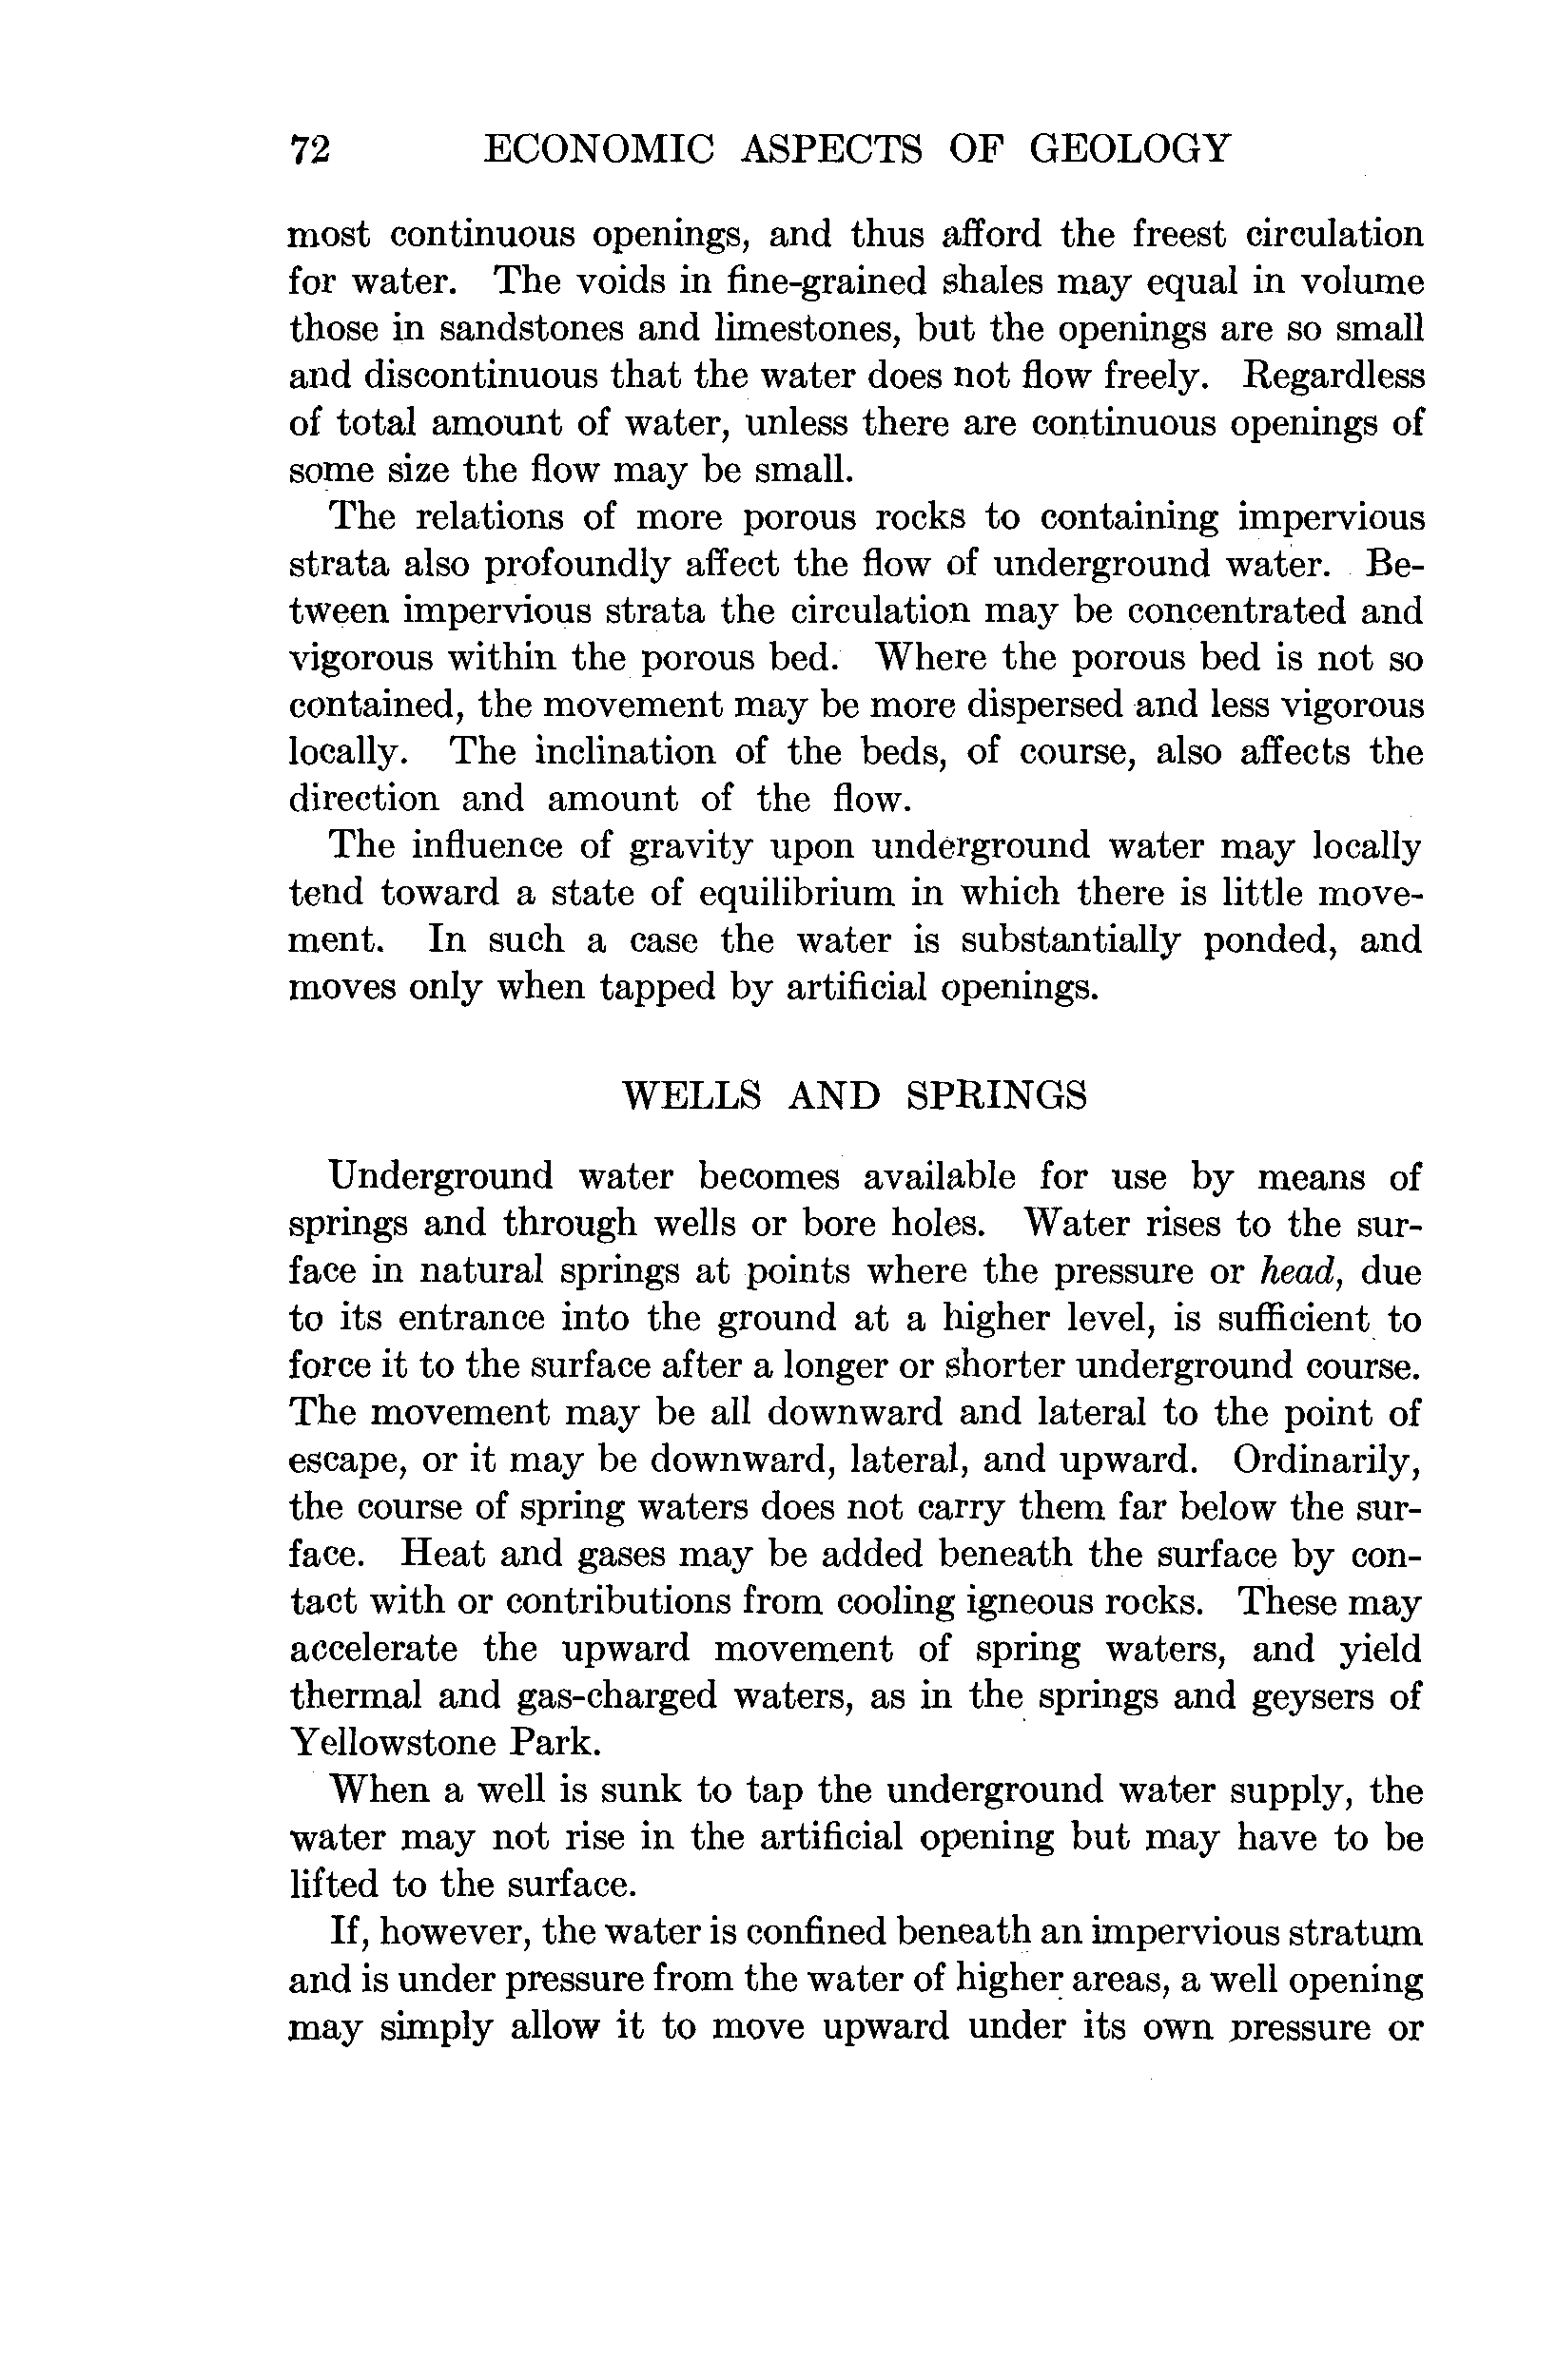 72 ECONOMIC ASPECTS OF GEOLOGY
most continuous openings, and thus afford the freest circulation
for water. The voids in fine-grained shales may equal in volume
those in sandstones and limestones, but the openings are so small
and discontinuous that the water does not flow freely. Regardless
of total amount of water, unless there are continuous openings of
some size the flow may be small.
The relations of more porous rocks to containing impervious
strata also profoundly affect the flow of underground water. Be-
tween impervious strata the circulation may be concentrated and
vigorous within the porous bed. Where the porous bed is not so
contained, the movement may be more dispersed and less vigorous
locally. The inclination of the beds, of course, also affects the
direction and amount of the flow.
The influence of gravity upon underground water may locally
tend toward a state of equilibrium in which there is little move-
ment. In such a case the water is substantially ponded, and
moves only when tapped by artificial openings.
WELLS AND SPRINGS
Underground water becomes available for use by means of
springs and through wells or bore holes. Water rises to the sur-
face in natural springs at points where the pressure or head, due
to its entrance into the ground at a higher level, is sufficient to
force it to the surface after a longer or shorter underground course.
The movement may be all downward and lateral to the point of
escape, or it may be downward, lateral, and upward. Ordinarily,
the course of spring waters does not carry them far below the sur-
face. Heat and gases may be added beneath the surface by con-
tact with or contributions from cooling igneous rocks. These may
accelerate the upward movement of spring waters, and yield
thermal and gas-charged waters, as in the springs and geysers of
Yellowstone Park.
When a well is sunk to tap the underground water supply, the
water may not rise in the artificial opening but may have to be
lifted to the surface.
If, however, the water is confined beneath an impervious stratum
and is under pressure from the water of higher areas, a well opening
may simply allow it to move upward under its own pressure or